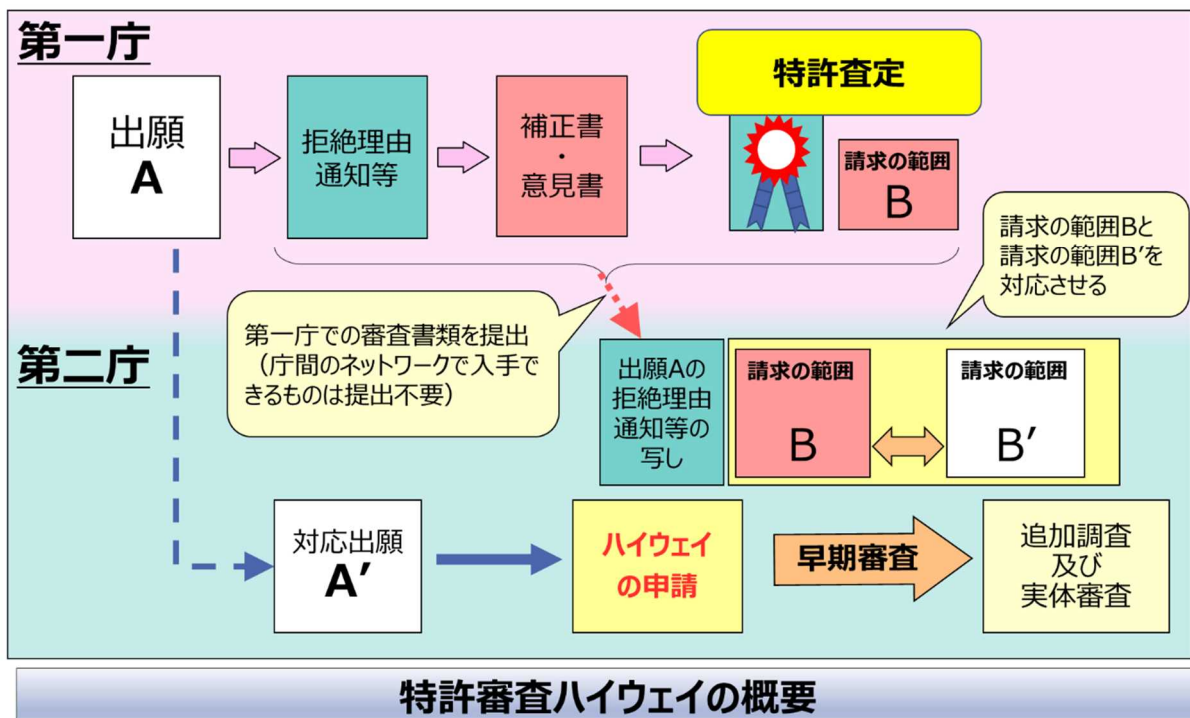 第一庁
出願
A
拒絶理由
通知等
補正書
・
意見書
特許査定
請求の範囲
B
請求の範囲Bと
請求の範囲B′を
対応させる
第一庁での審査書類を提出
（庁間のネットワークで入手で
きるものは提出不要）
第二庁
出願Aの
拒絶理由
通知等の
写し
請求の範囲
B
請求の範囲
B′
対応出願
A′
ハイウェイ
の申請
早期審査
追加調査
及び
実体審査
特許審査ハイウェイの概要